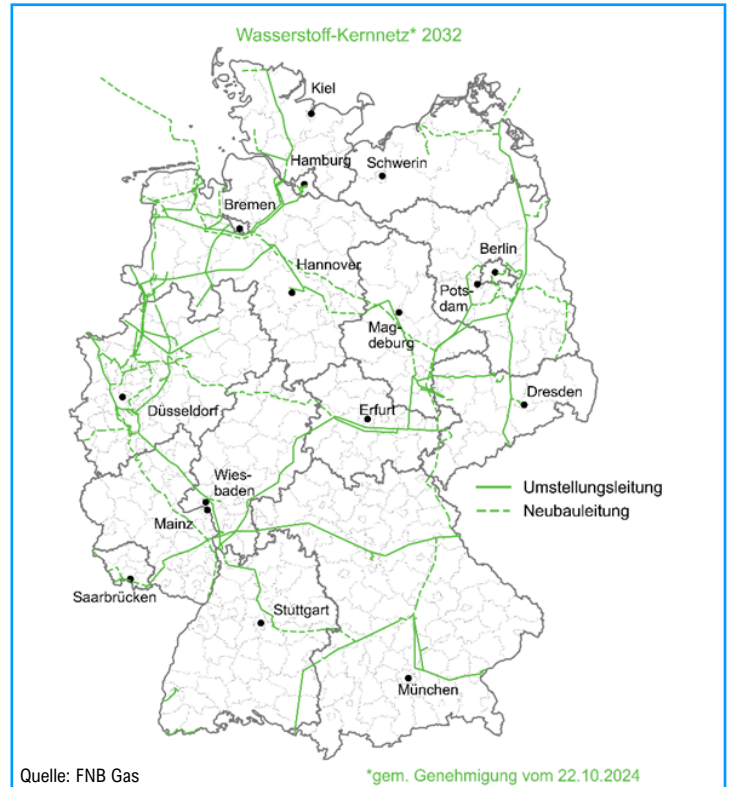 Wasserstoff-Kernnetz* 2032
Kiel
Hamburg
Schwerin
Bremen
Berlin
Hannover
Pots-
dam
Mag-
deburg
Düsseldorf
Erfurt
Dresden
Wies-
baden
Umstellungsleitung
Neubauleitung
Mainz
Saarbrücken
Stuttgart
München
Quelle: FNB Gas
*gem. Genehmigung vom 22.10.2024